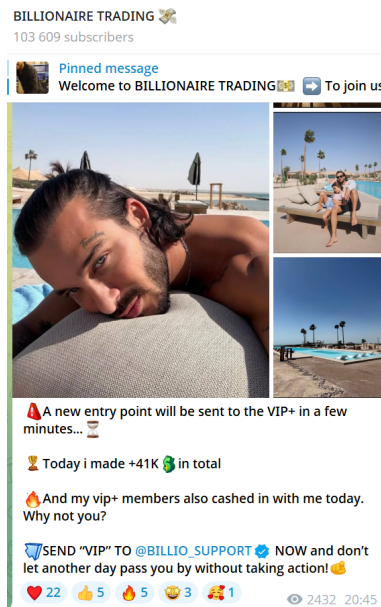 BILLIONAIRE TRADING 💸
103 609 subscribers
Pinned message
Welcome to BILLIONAIRE TRADING💵 ➡️ To join us
🔺A new entry point will be sent to the VIP+ in a few
minutes... ⏳
🏆Today i made +41K 💲in total
🔥And my vip+ members also cashed in with me today.
Why not you?
SEND “VIP” TO @BILLIO_SUPPORT NOW and don’t
let another day pass you by without taking action!
22 5 5 3 1
2432 20:45